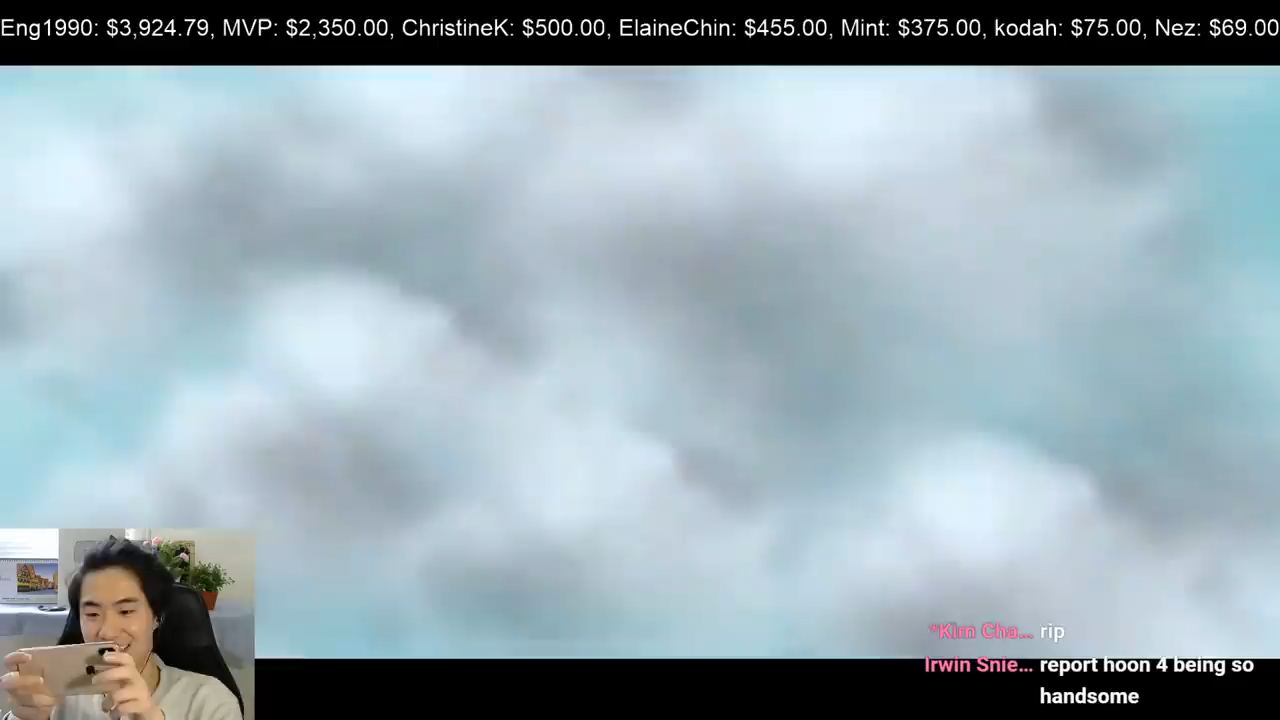 Eng1990: $3,924.79, MVP: $2,350.00, ChristineK: $500.00, ElaineChin: $455.00, Mint: $375.00, kodah: $75.00, Nez: $69.00
*Kim Cha... rip
Irwin Snie... report hoon 4 being so
handsome